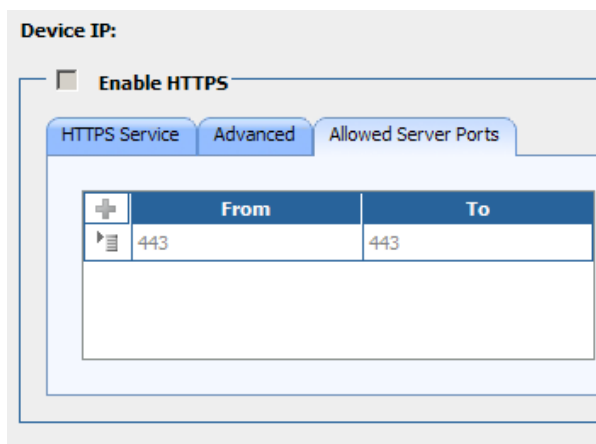 Device IP:
Enable HTTPS
HTTPS Service Advanced Allowed Server Ports
From To
443 443